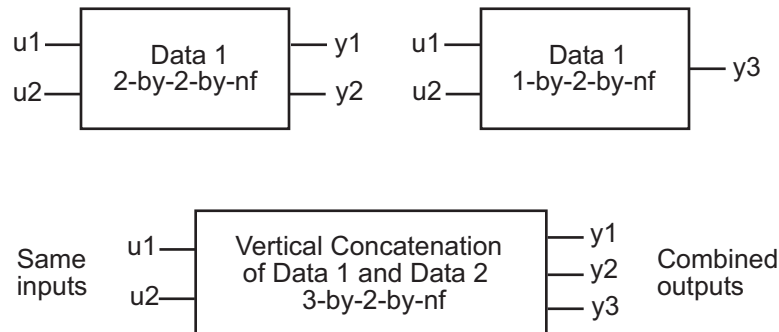 u1
u2
Data 1
2-by-2-by-nf
y1
y2
u1
u2
Data 1
1-by-2-by-nf
y3
Same
inputs
u1
u2
Vertical Concatenation
of Data 1 and Data 2
3-by-2-by-nf
y1
y2
y3
Combined
outputs